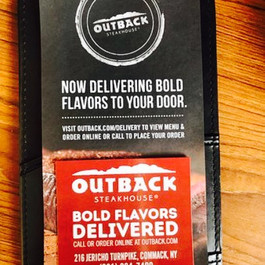 OUTBACK
STEAKHOUSE
NOW DELIVERING BOLD
FLAVORS TO YOUR DOOR.
VISIT OUTBACK.COM/DELIVERY TO VIEW MENU &
ORDER ONLINE OR CALL TO PLACE YOUR ORDER
OUTBACK
STEAKHOUSE®
BOLD FLAVORS
DELIVERED
CALL OR ORDER ONLINE AT OUTBACK.COM
216 JERICHO TURNPIKE, COMMACK, NY